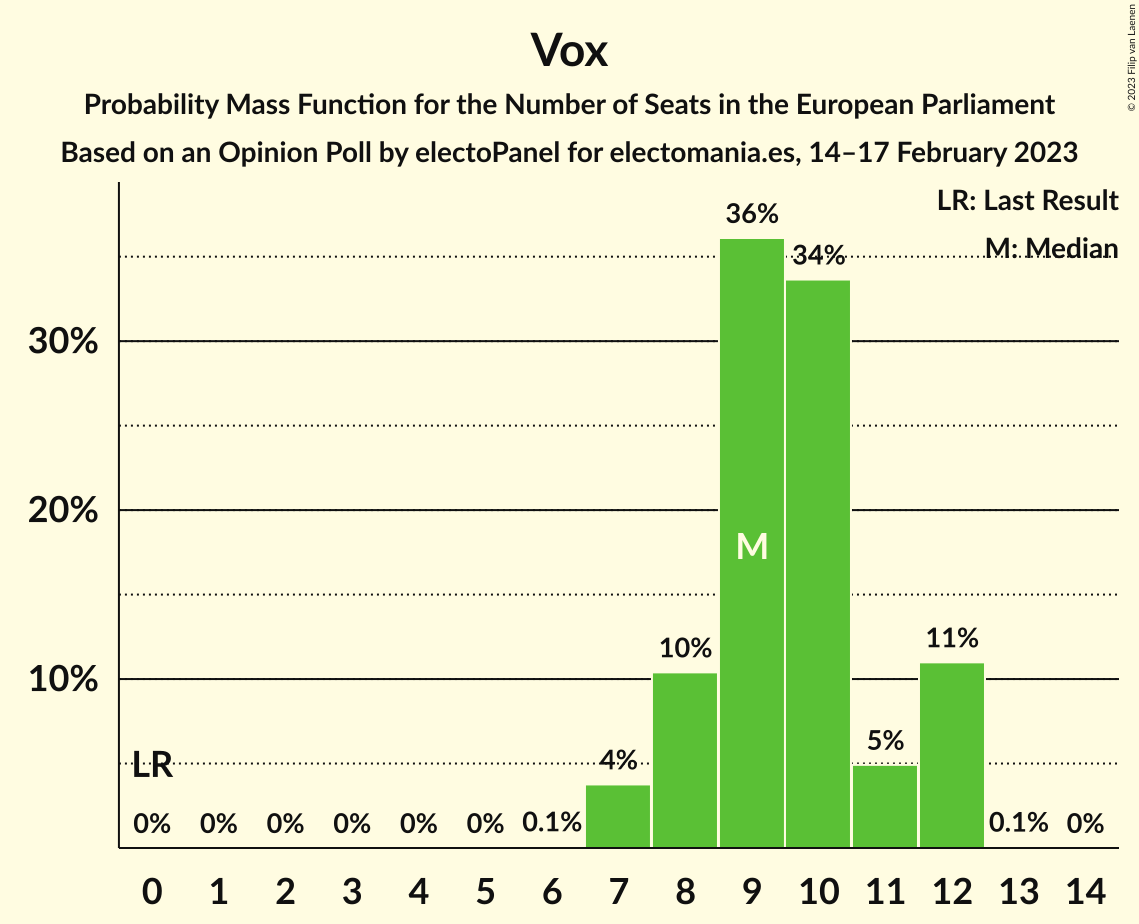 Vox
Probability Mass Function for the Number of Seats in the European Parliament
Based on an Opinion Poll by electoPanel for electomania.es, 14–17 February 2023
© 2023 Filip van Laenen
LR: Last Result
M: Median
36%
34%
30%
20%
M
11%
10%
10%
5%
4%
LR
0% 0% 0% 0% 0% 0% 0.1% 0.1% 0%
0 1 2 3 4 5 6 7 8 9 10 11 12 13 14